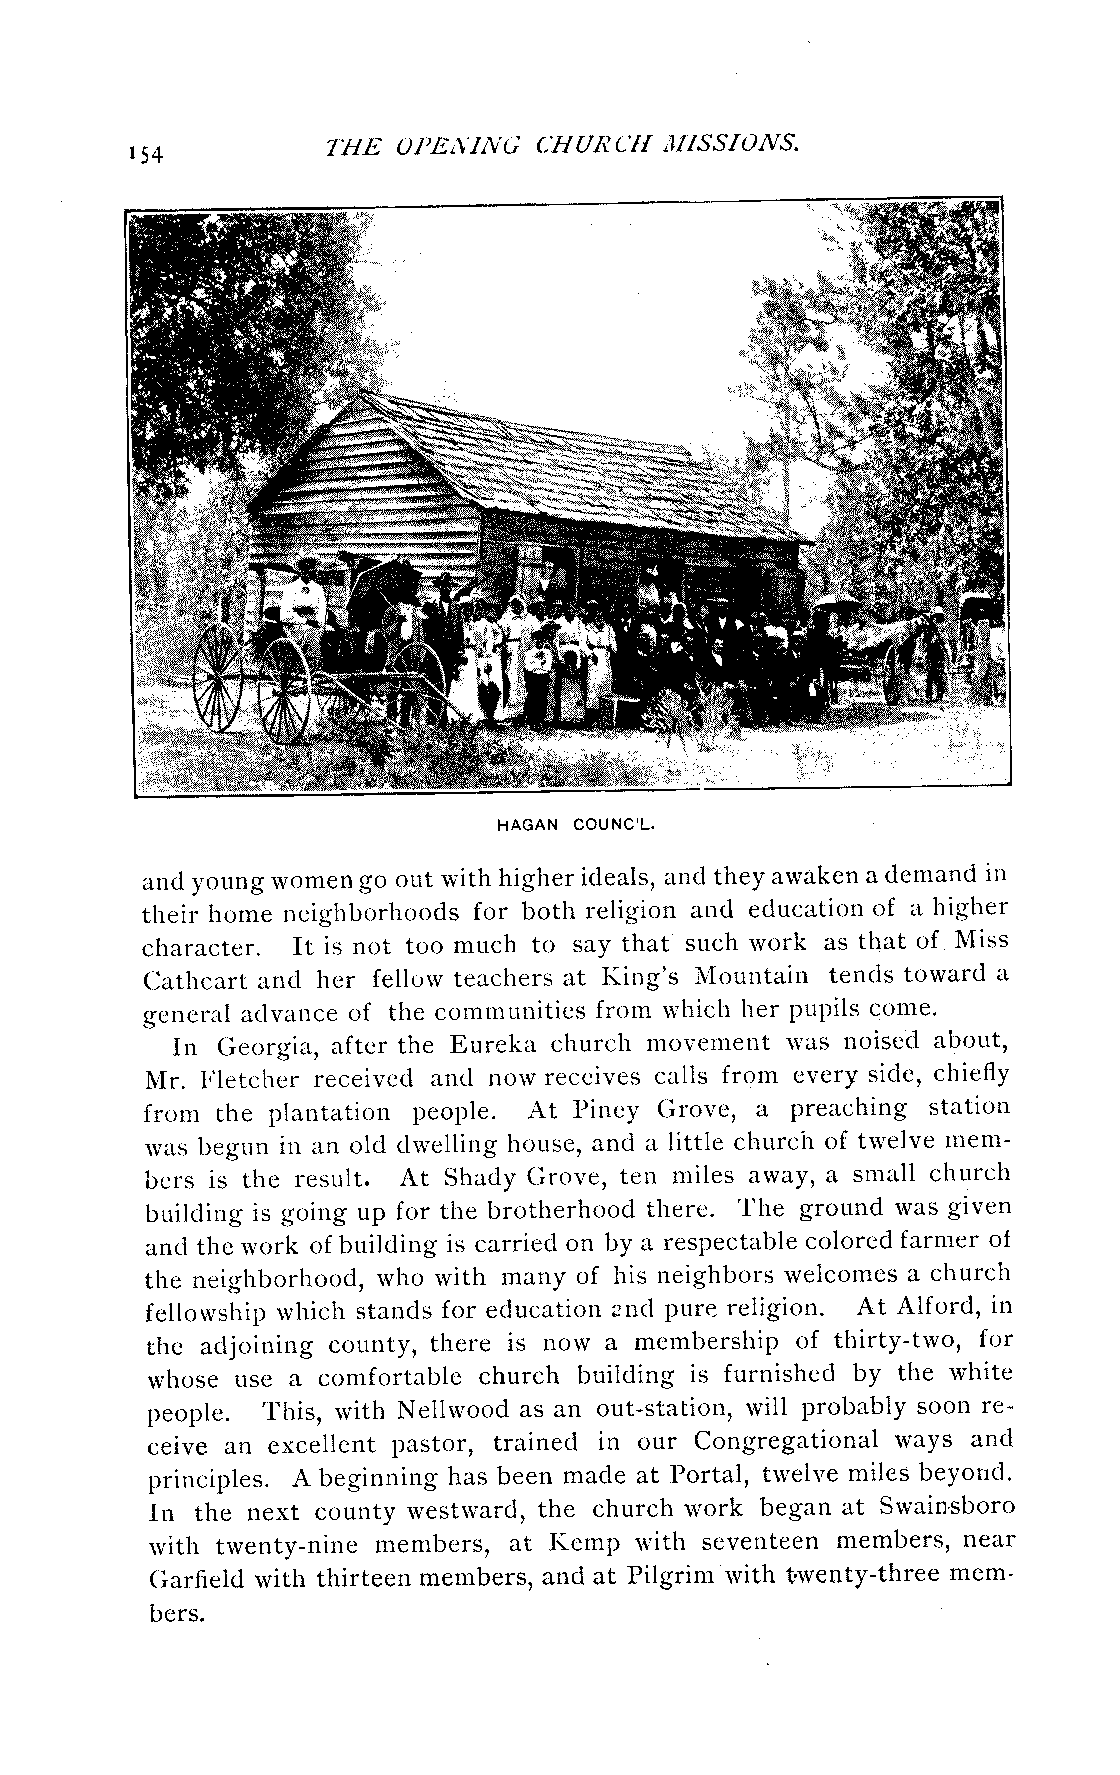 154 THE OPENING CHURCH MISSIONS.
HAGAN COUNC'L.
and young women go out with higher ideals, and they awaken a demand in
their home neighborhoods for both religion and education of a higher
character. It is not too much to say that such work as that of Miss
Cathcart and her fellow teachers at King's Mountain tends toward a
general advance of the communities from which her pupils come.
In Georgia, after the Eureka church movement was noised about,
Mr. Fletcher received and now receives calls from every side, chiefly
from the plantation people. At Piney Grove, a preaching station
was begun in an old dwelling house, and a little church of twelve mem-
bers is the result. At Shady Grove, ten miles away, a small church
building is going up for the brotherhood there. The ground was given
and the work of building is carried on by a respectable colored farmer of
the neighborhood, who with many of his neighbors welcomes a church
fellowship which stands for education and pure religion. At Alford, in
the adjoining county, there is now a membership of thirty-two, for
whose use a comfortable church building is furnished by the white
people. This, with Nellwood as an out-station, will probably soon re-
ceive an excellent pastor, trained in our Congregational ways and
principles. A beginning has been made at Portal, twelve miles beyond.
In the next county westward, the church work began at Swainsboro
with twenty-nine members, at Kemp with seventeen members, near
Garfield with thirteen members, and at Pilgrim with twenty-three mem-
bers.